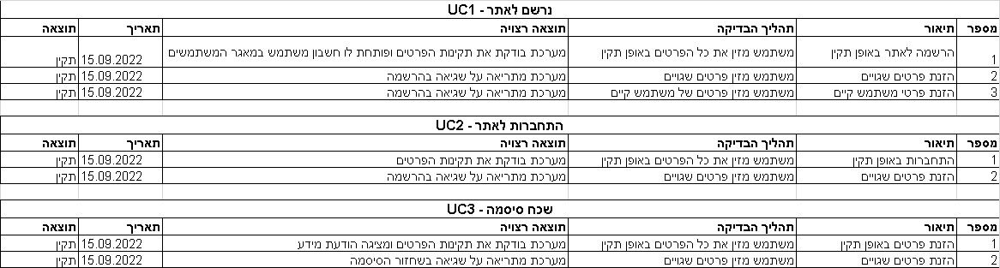 נרשם לאתר - UC1
מספר תיאור תהליך הבדיקה תוצאה רצויה תאריך תוצאה
1 הרשמה לאתר באופן תקין משתמש מזין את כל הפרטים באופן תקין מערכת בודקת את תקינות הפרטים ופותחת לו חשבון משתמש במאגר המשתמשים 15.09.2022 תקין
2 הזנת פרטים שגויים משתמש מזין פרטים שגויים מערכת מתריאה על שגיאה בהרשמה 15.09.2022 תקין
3 הזנת פרטי משתמש קיים משתמש מזין פרטים של משתמש קיים מערכת מתריאה על שגיאה בהרשמה 15.09.2022 תקין
התחברות לאתר - UC2
מספר תיאור תהליך הבדיקה תוצאה רצויה תאריך תוצאה
1 התחברות באופן תקין משתמש מזין את כל הפרטים באופן תקין מערכת בודקת את תקינות הפרטים 15.09.2022 תקין
2 הזנת פרטים שגויים משתמש מזין פרטים שגויים מערכת מתריאה על שגיאה בהרשמה 15.09.2022 תקין
שכח סיסמה - UC3
מספר תיאור תהליך הבדיקה תוצאה רצויה תאריך תוצאה
1 הזנת פרטים באופן תקין משתמש מזין את כל הפרטים באופן תקין מערכת בודקת את תקינות הפרטים ומציגה הודעת מידע 15.09.2022 תקין
2 הזנת פרטים שגויים משתמש מזין פרטים שגויים מערכת מתריאה על שגיאה בשחזור הסיסמה 15.09.2022 תקין